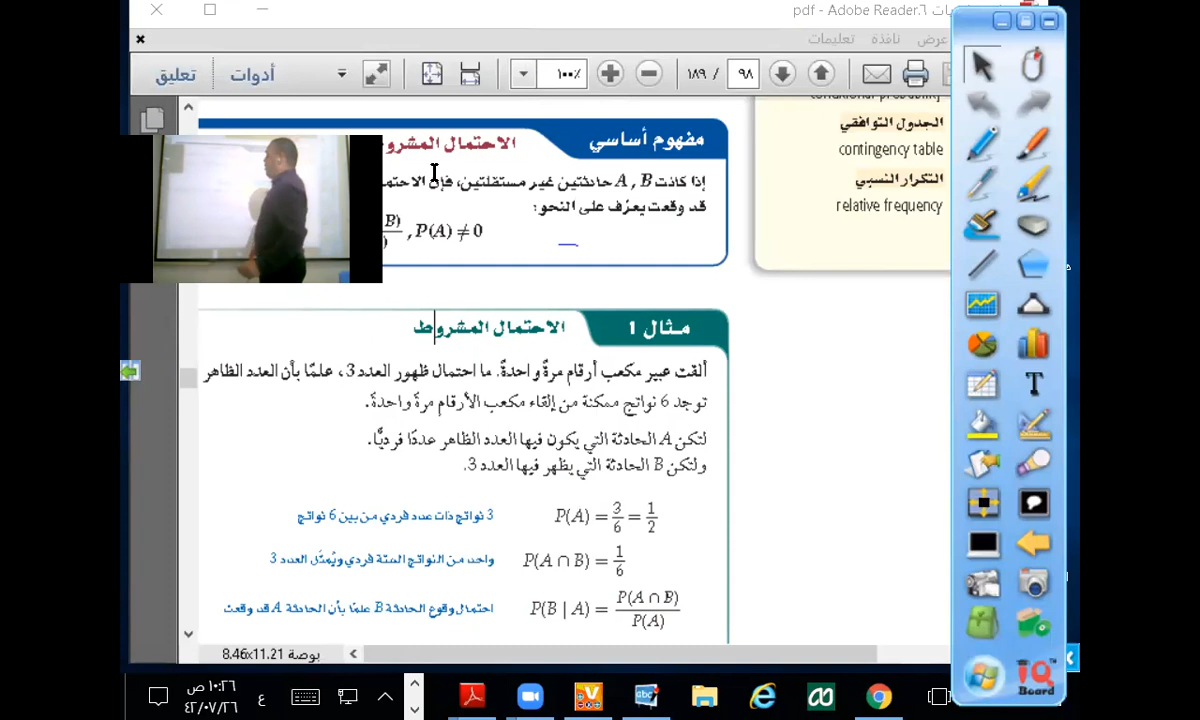 pdf - Adobe Reader.٦
عرض نافذة تعليمات
تعليق أدوات ١٠٠٪ ١٨٩ / ٩٨
الجدول التوافقي
contingency table
التكرار النسبي
relative frequency
مفهوم أساسي
إذا كانت A , B حادثتين غير مستقلتين، فإن
قد وقعت يعرَّف على النحو:
B) , P(A) ≠ 0
مثال 1 الاحتمال المشروط
ألقت عبير مكعب أرقام مرةً واحدةً. ما احتمال ظهور العدد 3، علمًا بأن العدد الظاهر
توجد 6 نواتج ممكنة من إلقاء مكعب الأرقام مرةً واحدةً.
لتكن A الحادثة التي يكون فيها العدد الظاهر عددًا فرديًّا.
ولتكن B الحادثة التي يظهر فيها العدد 3.
P(A) = 3/6 = 1/2 3 نواتج ذات عدد فردي من بين 6 نواتج
P(A ∩ B) = 1/6 واحد من النواتج الستة فردي ويُمثّل العدد 3
P(B | A) = P(A ∩ B)/P(A) احتمال وقوع الحادثة B علمًا بأن الحادثة A قد وقعت
8.46x11.21 بوصة
T
iQ Board
١٠:٢٦ ص
٤٢/٠٧/٢٦
ع
abc